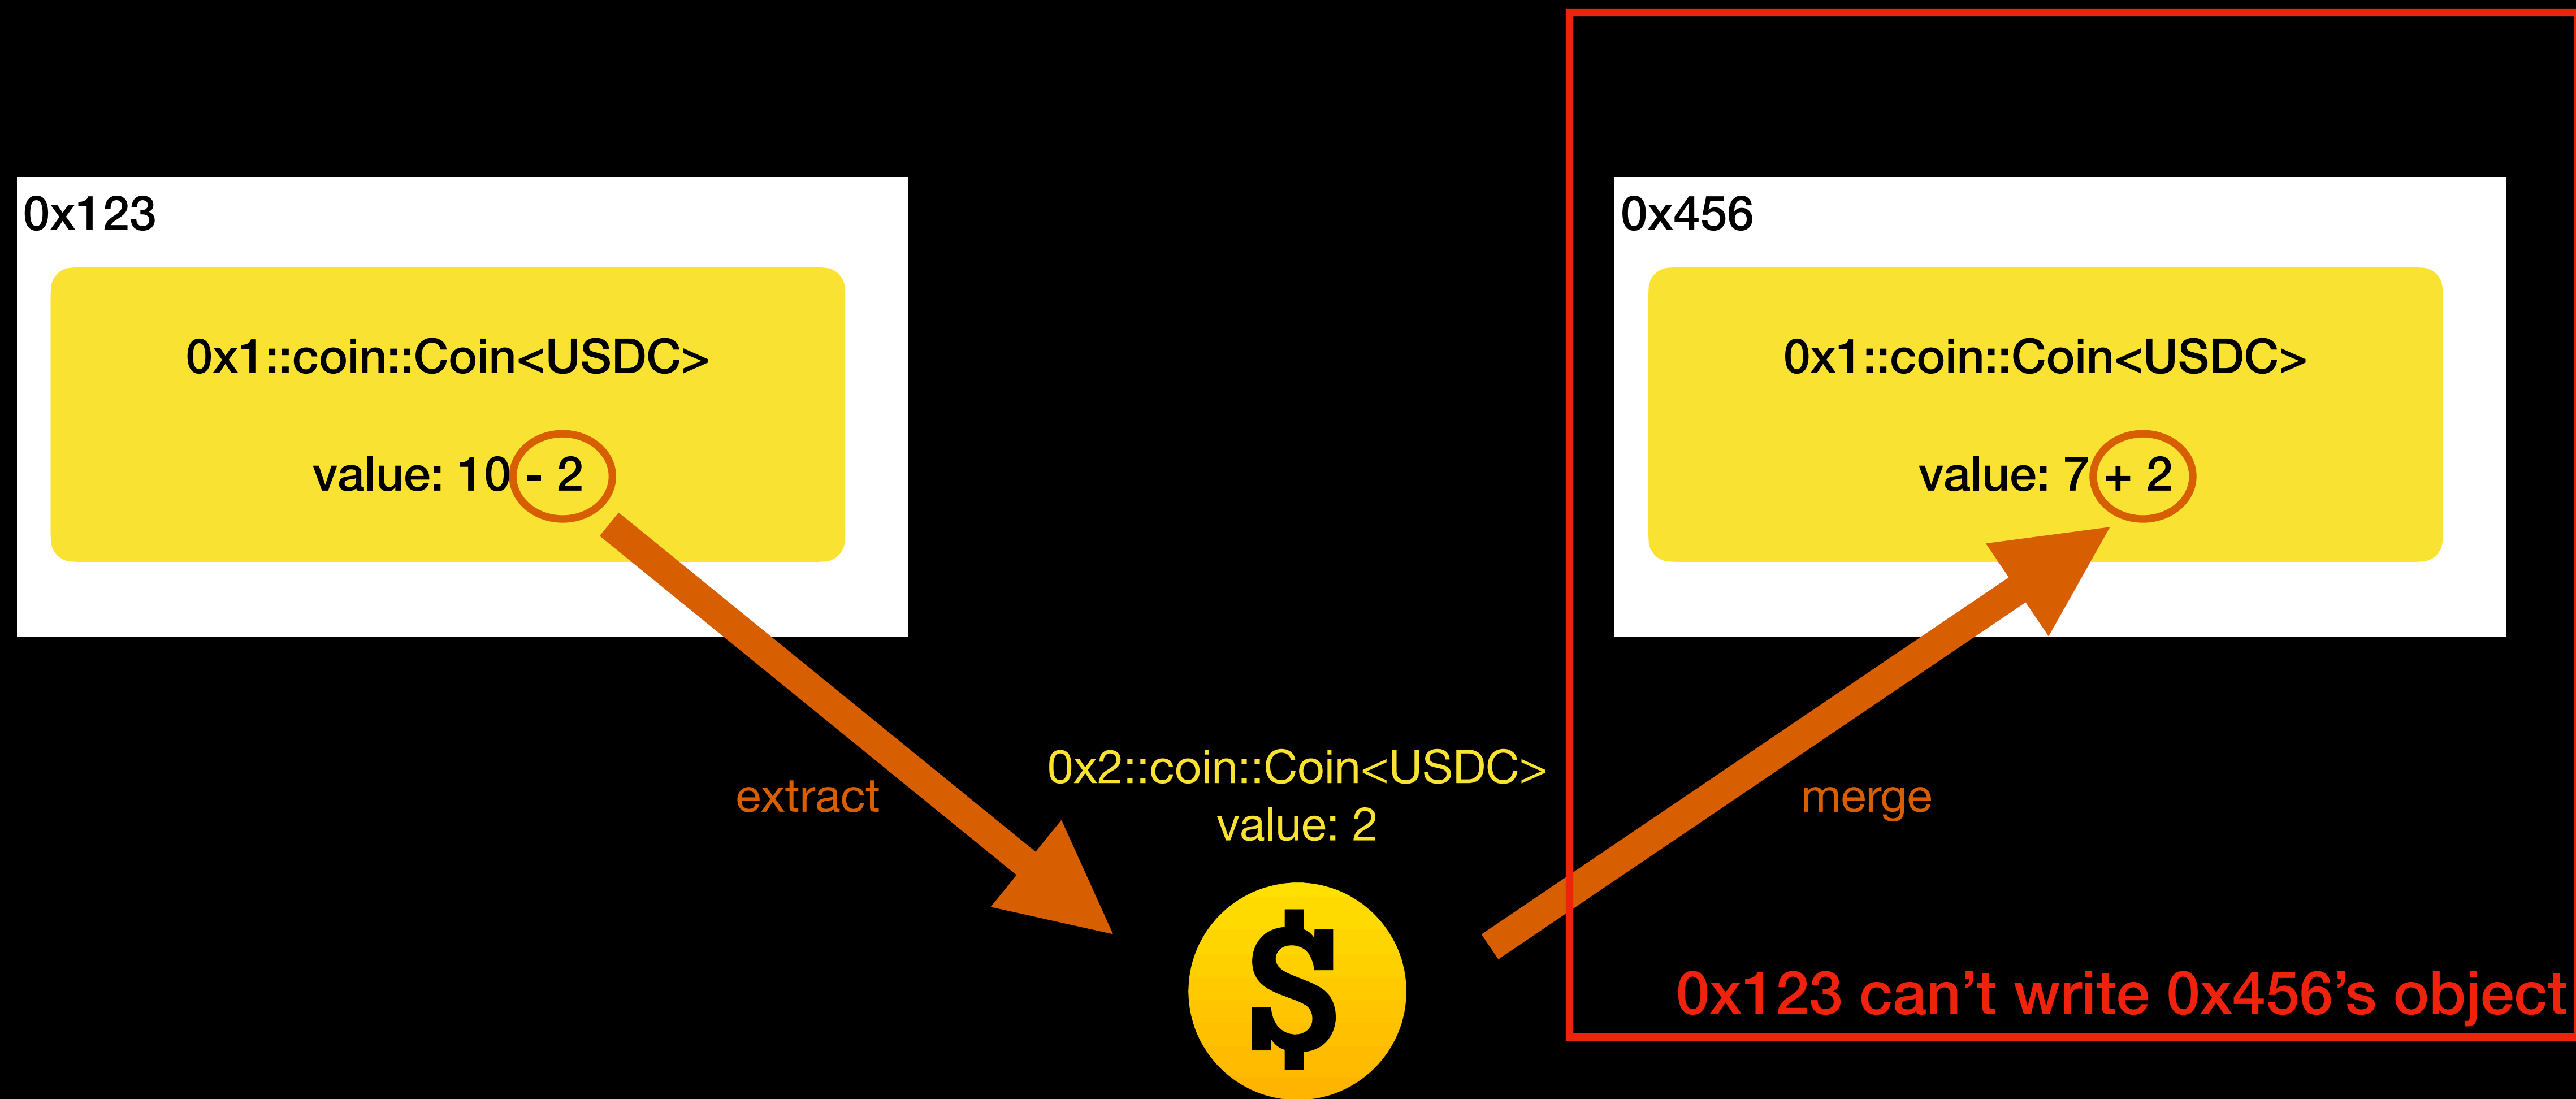 0x123
0x1::coin::Coin<USDC>
value: 10 - 2
0x456
0x1::coin::Coin<USDC>
value: 7 + 2
extract
0x2::coin::Coin<USDC>
value: 2
merge
$
0x123 can’t write 0x456’s object